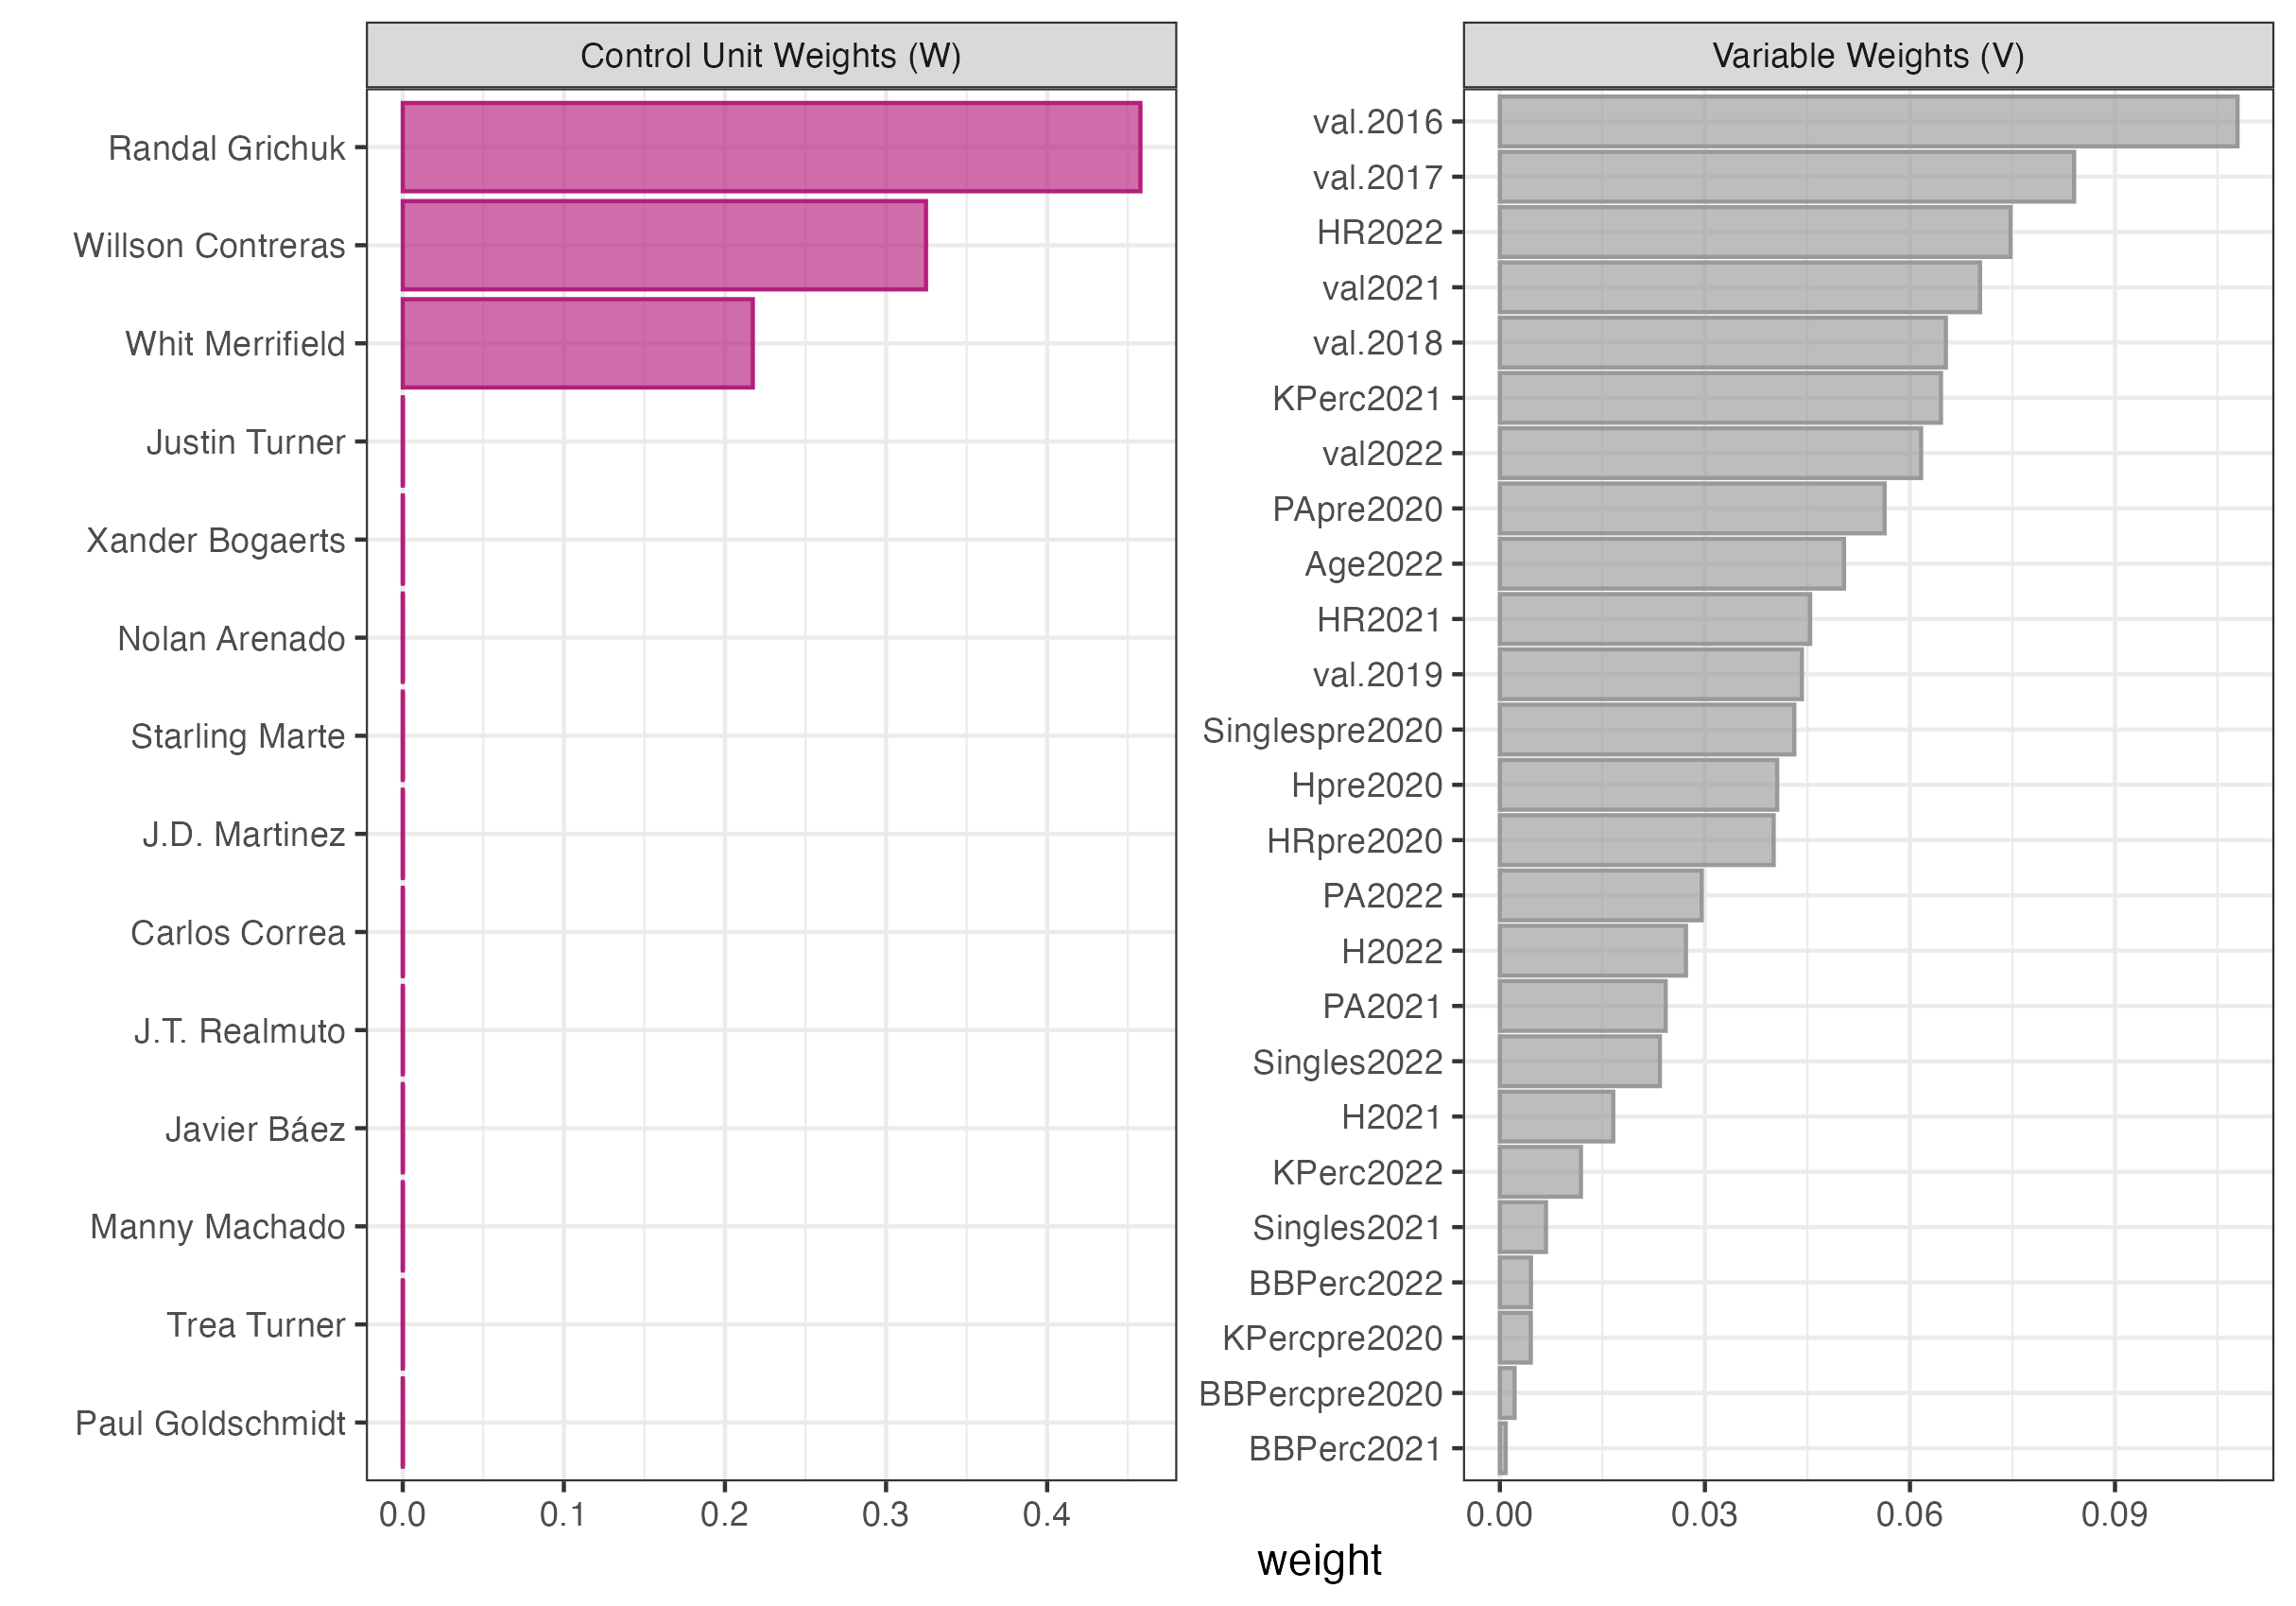 Control Unit Weights (W)
Randal Grichuk
Willson Contreras
Whit Merrifield
Justin Turner
Xander Bogaerts
Nolan Arenado
Starling Marte
J.D. Martinez
Carlos Correa
J.T. Realmuto
Javier Báez
Manny Machado
Trea Turner
Paul Goldschmidt
0.0 0.1 0.2 0.3 0.4
Variable Weights (V)
val.2016
val.2017
HR2022
val2021
val.2018
KPerc2021
val2022
PApre2020
Age2022
HR2021
val.2019
Singlespre2020
Hpre2020
HRpre2020
PA2022
H2022
PA2021
Singles2022
H2021
KPerc2022
Singles2021
BBPerc2022
KPercpre2020
BBPercpre2020
BBPerc2021
0.00 0.03 0.06 0.09
weight